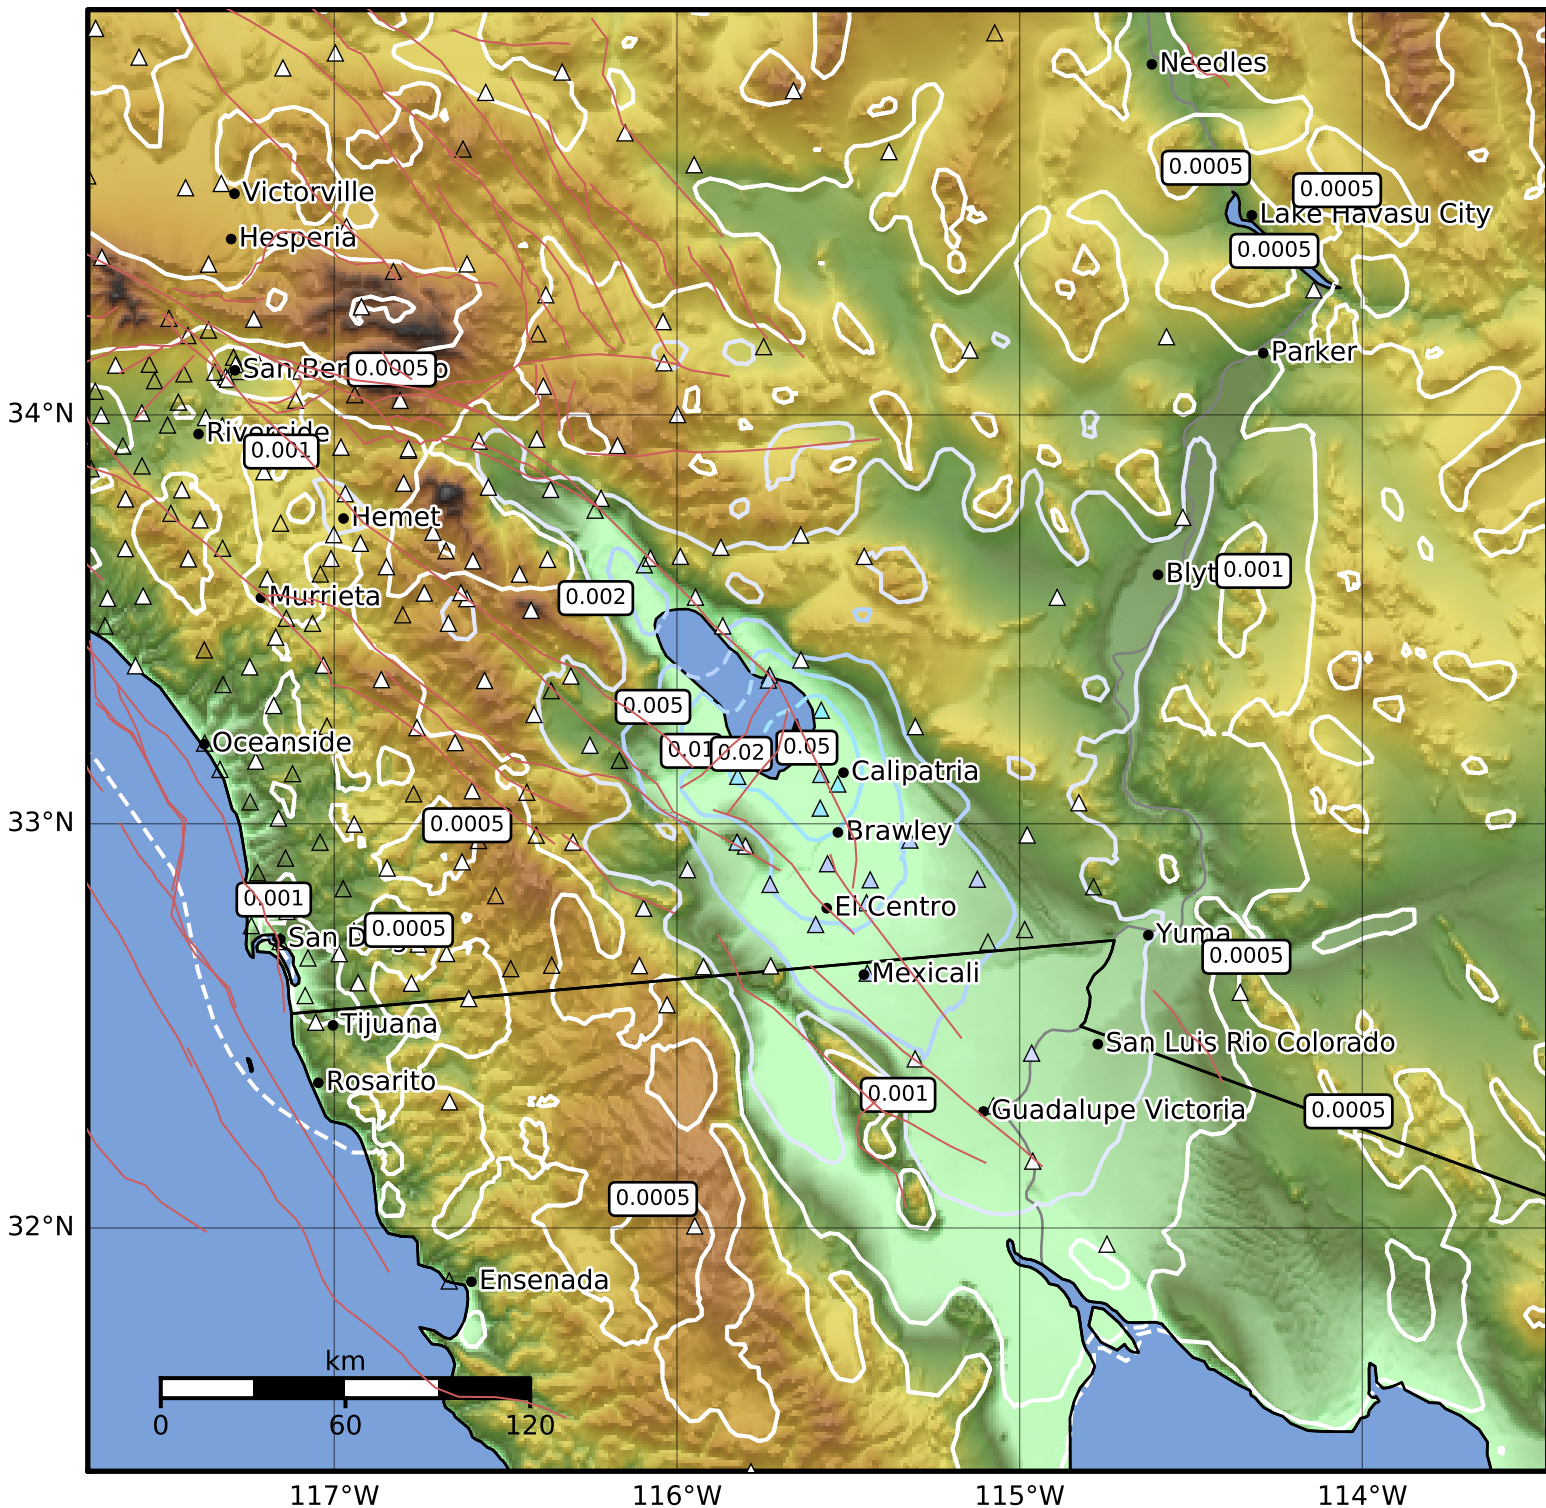 Needles
0.0005
0.0005
Victorville
Lake Havasu City
Hesperia
0.0005
Parker
San Ber
0.0005
34°N
Riverside
0.001
Hemet
Blyt
0.001
Murrieta
0.002
0.005
Oceanside
0.01
0.02
0.05
Calipatria
33°N
0.0005
Brawley
0.001
El Centro
0.0005
San D
Yuma
0.0005
Mexicali
Tijuana
San Luis Rio Colorado
Rosarito
0.001
Guadalupe Victoria
0.0005
0.0005
32°N
Ensenada
km
0
60
120
117°W
116°W
115°W
114°W